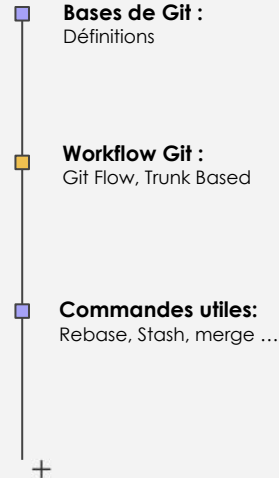 Bases de Git :
Définitions
Workflow Git :
Git Flow, Trunk Based
Commandes utiles:
Rebase, Stash, merge …